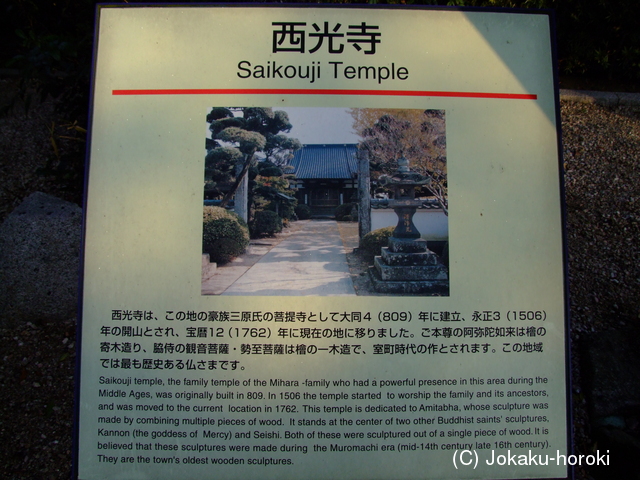 西光寺
Saikouji Temple
西光寺は、この地の豪族三原氏の菩提寺として大同4（809）年に建立、永正3（1506）
年の開山とされ、宝暦12（1762）年に現在の地に移りました。ご本尊の阿弥陀如来は檜の
寄木造り、脇侍の観音菩薩・勢至菩薩は檜の一木造で、室町時代の作とされます。この地域
では最も歴史ある仏さまです。
Saikouji temple, the family temple of the Mihara -family who had a powerful presence in this area during the
Middle Ages, was originally built in 809. In 1506 the temple started to worship the family and its ancestors,
and was moved to the current location in 1762. This temple is dedicated to Amitabha, whose sculpture was
made by combining multiple pieces of wood. It stands at the center of two other Buddhist saints' sculptures,
Kannon (the goddess of Mercy) and Seishi. Both of these were sculptured out of a single piece of wood. It is
believed that these sculptures were made during the Muromachi era (mid-14th century late 16th century).
They are the town's oldest wooden sculptures.
(C) Jokaku-horoki